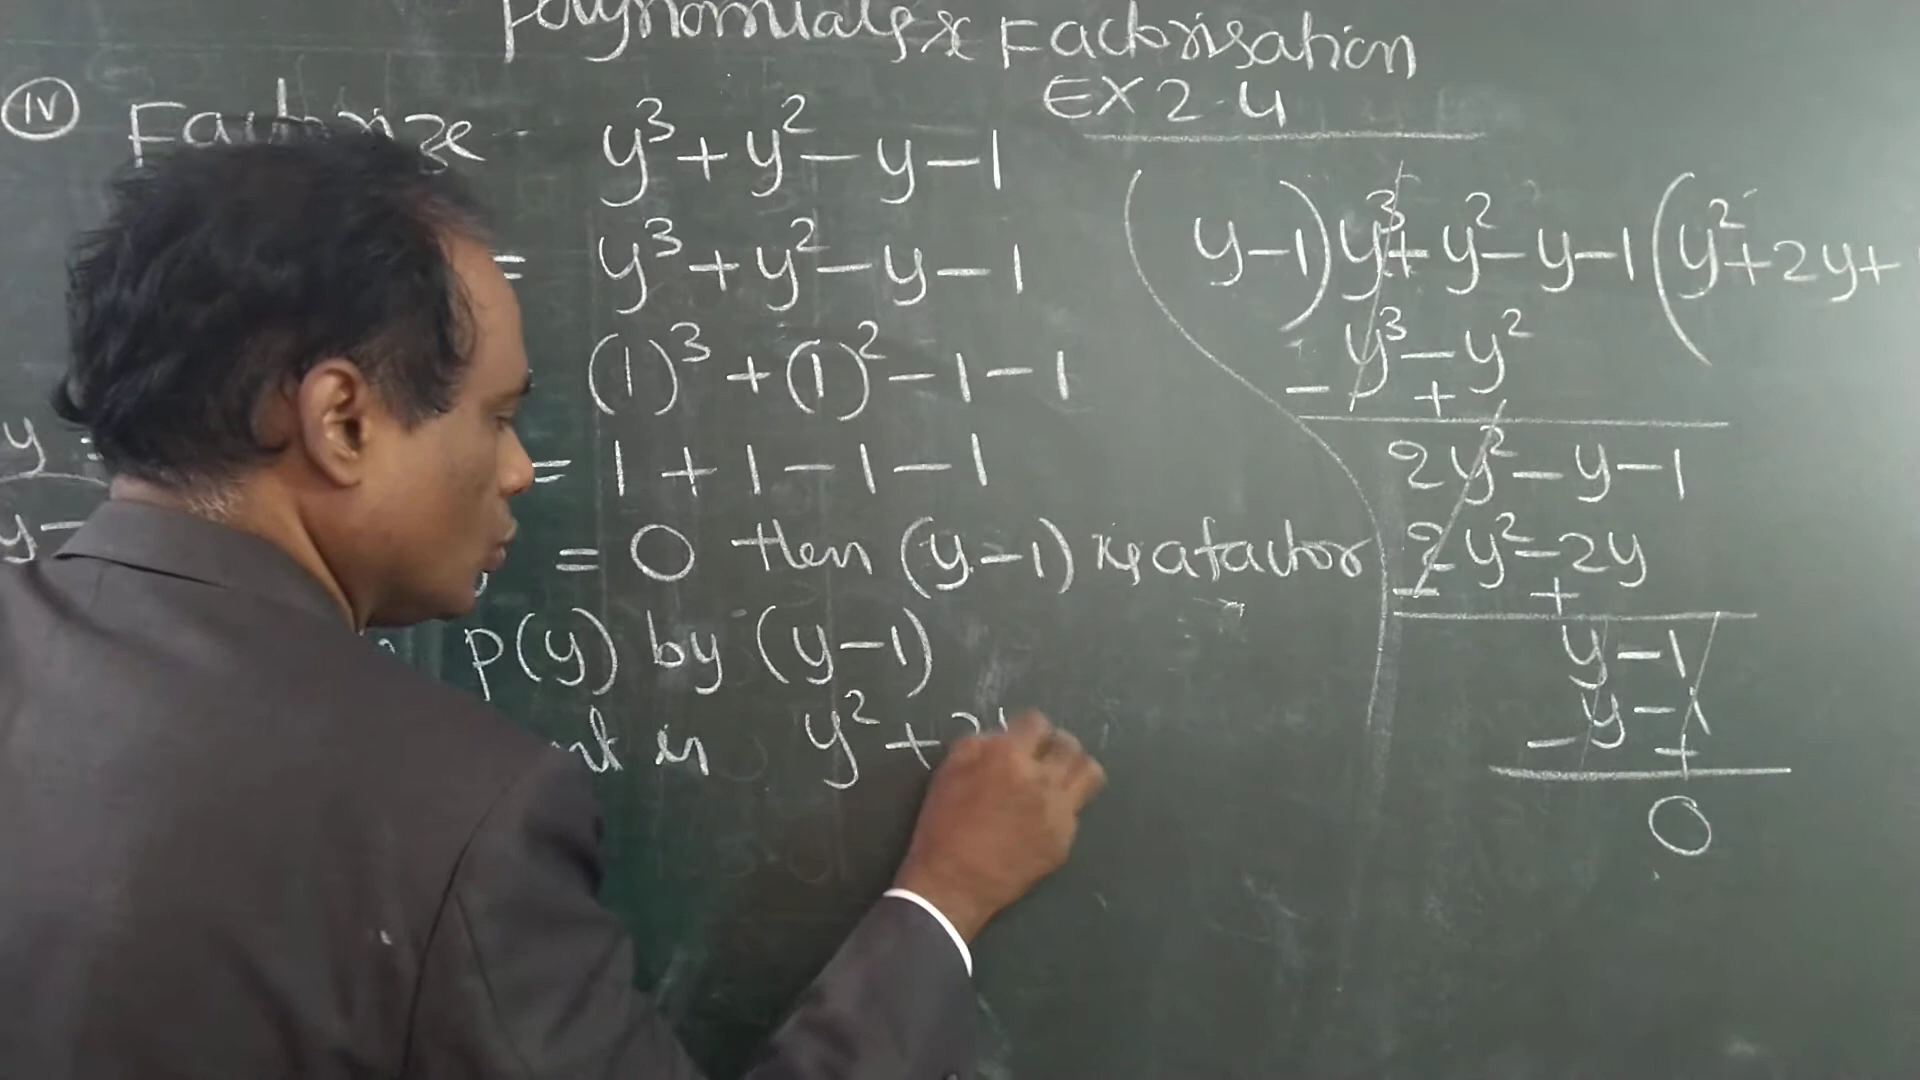 Polynomials & Factorisation
EX 2.4
(iv) Factorize y³ + y² - y - 1
= y³ + y² - y - 1
(1)³ + (1)² - 1 - 1
= 1 + 1 - 1 - 1
= 0 then (y-1) is a factor
p(y) by (y-1)
is y² + 2
y
y-
y-1) y³ + y² - y - 1 (y² + 2y +
- y³ - y²
+
2y² - y - 1
2y² - 2y
- +
y - 1
y - 1
- +
0